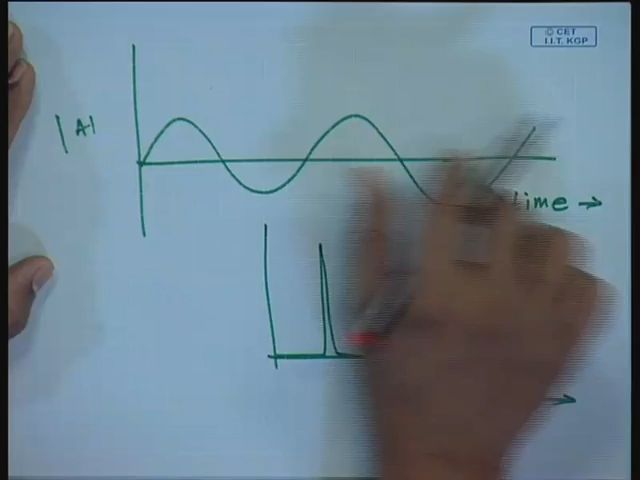 © CET
I.I.T. KGP
|A|
Time →